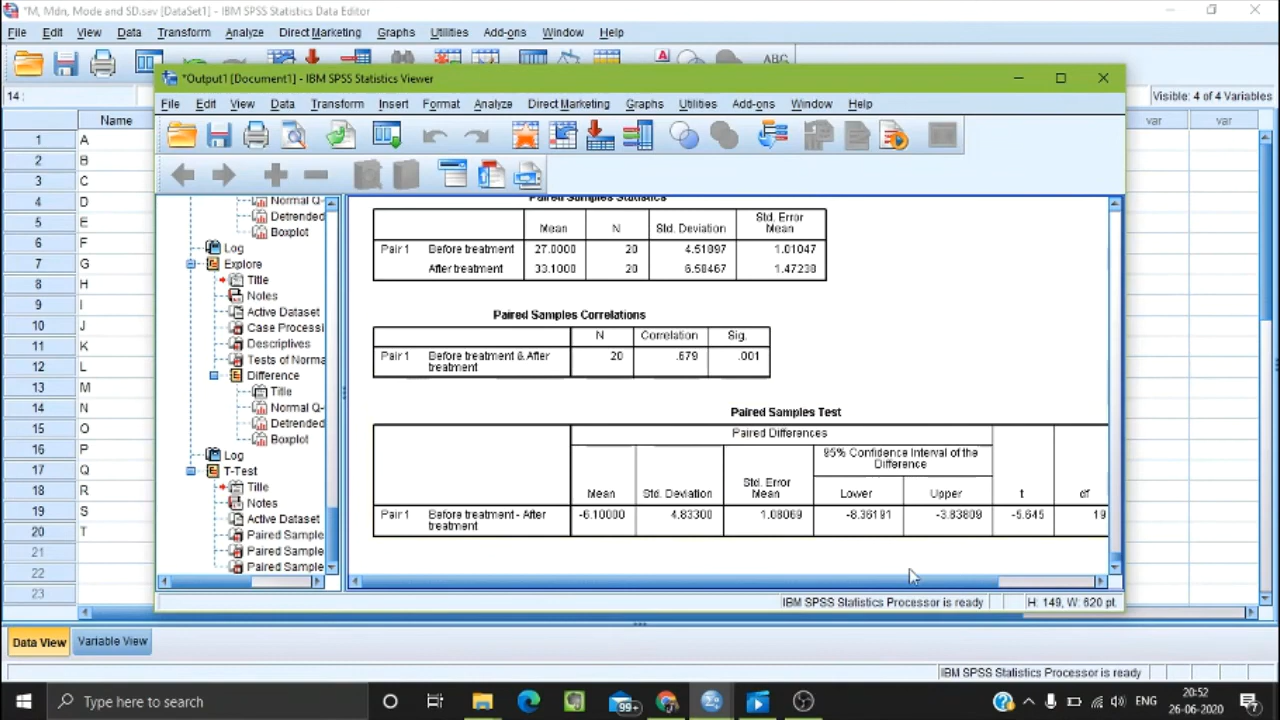 *M, Mdn, Mode and SD.sav [DataSet1] - IBM SPSS Statistics Data Editor
File Edit View Data Transform Analyze Direct Marketing Graphs Utilities Add-ons Window Help
14 :
Visible: 4 of 4 Variables
Name
var var
1 A
2 B
3 C
4 D
5 E
6 F
7 G
8 H
9 I
10 J
11 K
12 L
13 M
14 N
15 O
16 P
17 Q
18 R
19 S
20 T
21
22
23
*Output1 [Document1] - IBM SPSS Statistics Viewer
File Edit View Data Transform Insert Format Analyze Direct Marketing Graphs Utilities Add-ons Window Help
Normal Q-
Detrended
Boxplot
Log
Explore
Title
Notes
Active Dataset
Case Processi
Descriptives
Tests of Norma
Difference
Title
Normal Q-
Detrended
Boxplot
Log
T-Test
Title
Notes
Active Dataset
Paired Sample
Paired Sample
Paired Sample
Paired Samples Statistics
Mean N Std. Deviation Std. Error Mean
Pair 1 Before treatment 27.0000 20 4.51897 1.01047
After treatment 33.1000 20 6.58467 1.47238
Paired Samples Correlations
N Correlation Sig.
Pair 1 Before treatment & After treatment 20 .679 .001
Paired Samples Test
Paired Differences
95% Confidence Interval of the Difference
Mean Std. Deviation Std. Error Mean Lower Upper t df
Pair 1 Before treatment - After treatment -6.10000 4.83300 1.08069 -8.36191 -3.83809 -5.645 19
IBM SPSS Statistics Processor is ready
H: 149, W: 620 pt.
Data View Variable View
IBM SPSS Statistics Processor is ready
Type here to search
99+
ENG
20:52
26-06-2020
7